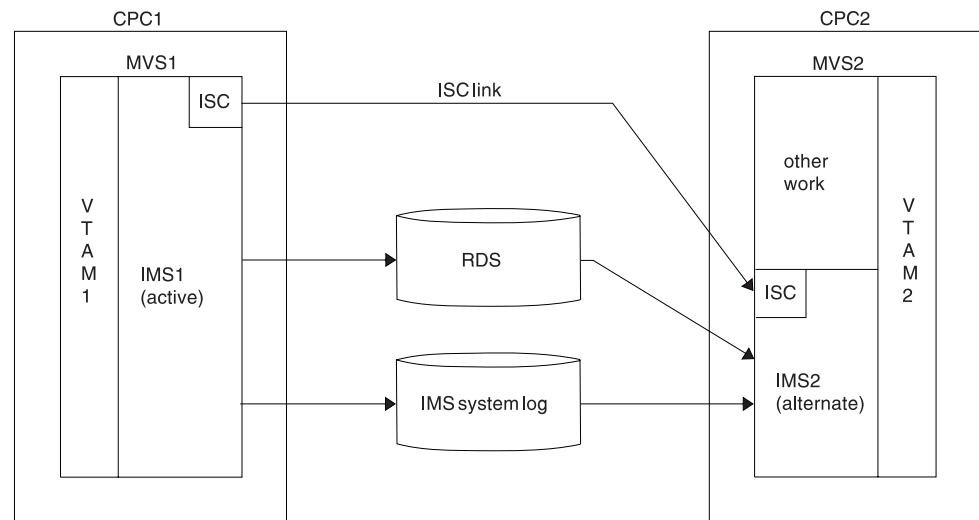 CPC1
CPC2
MVS1
MVS2
ISC
ISC link
other
work
V
T
A
M
1
IMS1
(active)
RDS
ISC
V
T
A
M
2
IMS system log
IMS2
(alternate)